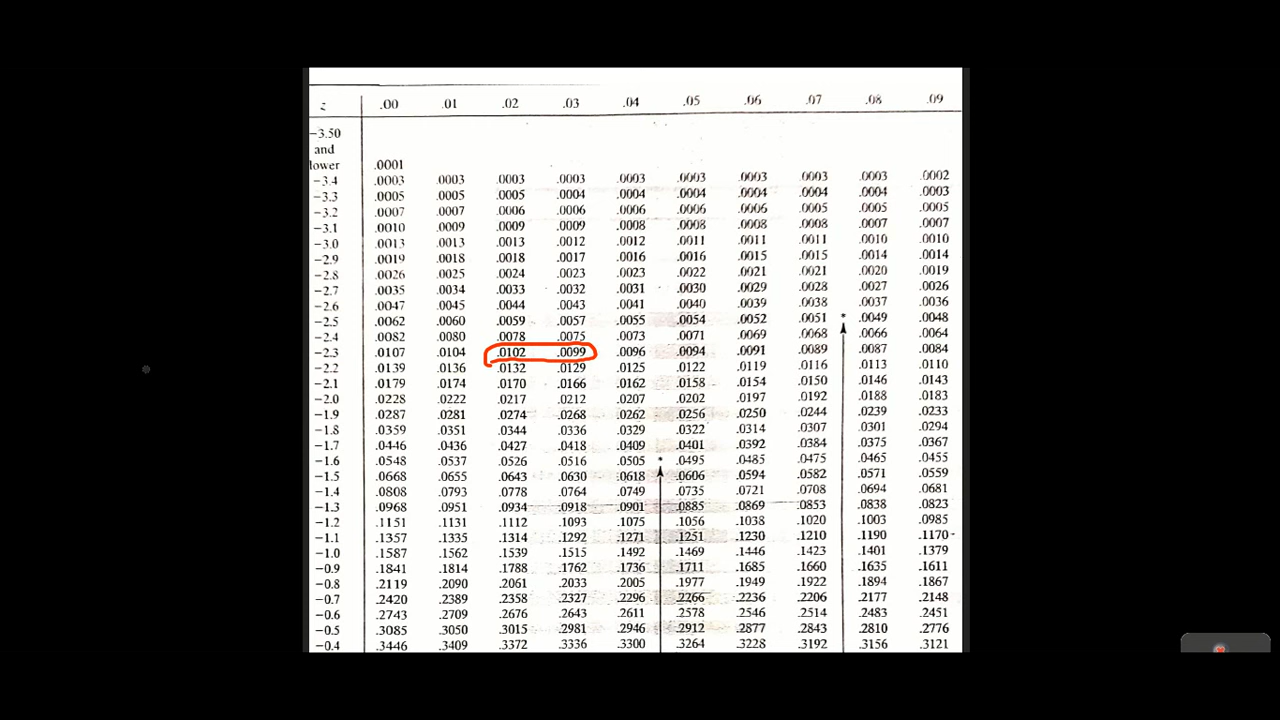 z .00 .01 .02 .03 .04 .05 .06 .07 .08 .09
−3.50
and
lower .0001
−3.4 .0003 .0003 .0003 .0003 .0003 .0003 .0003 .0003 .0003 .0002
−3.3 .0005 .0005 .0005 .0004 .0004 .0004 .0004 .0004 .0004 .0003
−3.2 .0007 .0007 .0006 .0006 .0006 .0006 .0006 .0005 .0005 .0005
−3.1 .0010 .0009 .0009 .0009 .0008 .0008 .0008 .0008 .0007 .0007
−3.0 .0013 .0013 .0013 .0012 .0012 .0011 .0011 .0011 .0010 .0010
−2.9 .0019 .0018 .0018 .0017 .0016 .0016 .0015 .0015 .0014 .0014
−2.8 .0026 .0025 .0024 .0023 .0023 .0022 .0021 .0021 .0020 .0019
−2.7 .0035 .0034 .0033 .0032 .0031 .0030 .0029 .0028 .0027 .0026
−2.6 .0047 .0045 .0044 .0043 .0041 .0040 .0039 .0038 .0037 .0036
−2.5 .0062 .0060 .0059 .0057 .0055 .0054 .0052 .0051 * .0049 .0048
−2.4 .0082 .0080 .0078 .0075 .0073 .0071 .0069 .0068 .0066 .0064
−2.3 .0107 .0104 .0102 .0099 .0096 .0094 .0091 .0089 .0087 .0084
−2.2 .0139 .0136 .0132 .0129 .0125 .0122 .0119 .0116 .0113 .0110
−2.1 .0179 .0174 .0170 .0166 .0162 .0158 .0154 .0150 .0146 .0143
−2.0 .0228 .0222 .0217 .0212 .0207 .0202 .0197 .0192 .0188 .0183
−1.9 .0287 .0281 .0274 .0268 .0262 .0256 .0250 .0244 .0239 .0233
−1.8 .0359 .0351 .0344 .0336 .0329 .0322 .0314 .0307 .0301 .0294
−1.7 .0446 .0436 .0427 .0418 .0409 .0401 .0392 .0384 .0375 .0367
−1.6 .0548 .0537 .0526 .0516 .0505 * .0495 .0485 .0475 .0465 .0455
−1.5 .0668 .0655 .0643 .0630 .0618 .0606 .0594 .0582 .0571 .0559
−1.4 .0808 .0793 .0778 .0764 .0749 .0735 .0721 .0708 .0694 .0681
−1.3 .0968 .0951 .0934 .0918 .0901 .0885 .0869 .0853 .0838 .0823
−1.2 .1151 .1131 .1112 .1093 .1075 .1056 .1038 .1020 .1003 .0985
−1.1 .1357 .1335 .1314 .1292 .1271 .1251 .1230 .1210 .1190 .1170
−1.0 .1587 .1562 .1539 .1515 .1492 .1469 .1446 .1423 .1401 .1379
−0.9 .1841 .1814 .1788 .1762 .1736 .1711 .1685 .1660 .1635 .1611
−0.8 .2119 .2090 .2061 .2033 .2005 .1977 .1949 .1922 .1894 .1867
−0.7 .2420 .2389 .2358 .2327 .2296 .2266 .2236 .2206 .2177 .2148
−0.6 .2743 .2709 .2676 .2643 .2611 .2578 .2546 .2514 .2483 .2451
−0.5 .3085 .3050 .3015 .2981 .2946 .2912 .2877 .2843 .2810 .2776
−0.4 .3446 .3409 .3372 .3336 .3300 .3264 .3228 .3192 .3156 .3121